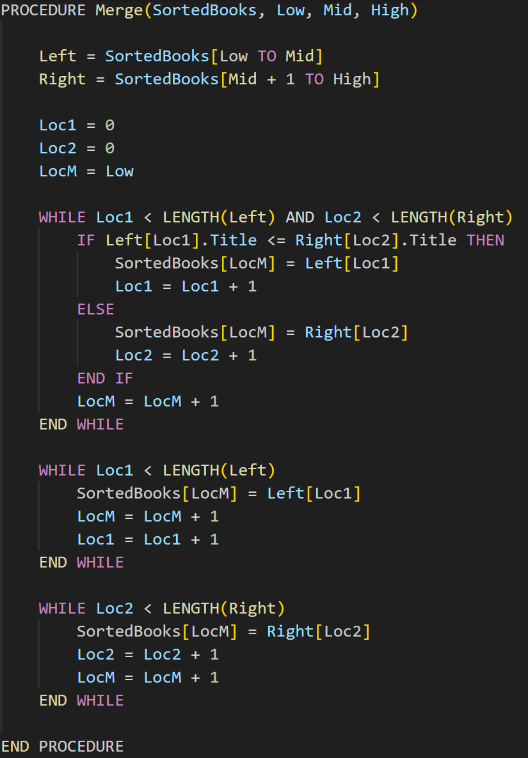 PROCEDURE Merge(SortedBooks, Low, Mid, High)
Left = SortedBooks[Low TO Mid]
Right = SortedBooks[Mid + 1 TO High]
Loc1 = 0
Loc2 = 0
LocM = Low
WHILE Loc1 < LENGTH(Left) AND Loc2 < LENGTH(Right)
IF Left[Loc1].Title <= Right[Loc2].Title THEN
SortedBooks[LocM] = Left[Loc1]
Loc1 = Loc1 + 1
ELSE
SortedBooks[LocM] = Right[Loc2]
Loc2 = Loc2 + 1
END IF
LocM = LocM + 1
END WHILE
WHILE Loc1 < LENGTH(Left)
SortedBooks[LocM] = Left[Loc1]
LocM = LocM + 1
Loc1 = Loc1 + 1
END WHILE
WHILE Loc2 < LENGTH(Right)
SortedBooks[LocM] = Right[Loc2]
Loc2 = Loc2 + 1
LocM = LocM + 1
END WHILE
END PROCEDURE